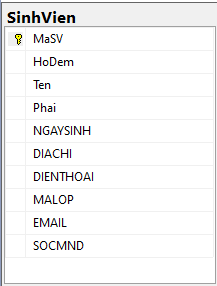 SinhVien
MaSV
HoDem
Ten
Phai
NGAYSINH
DIACHI
DIENTHOAI
MALOP
EMAIL
SOCMND